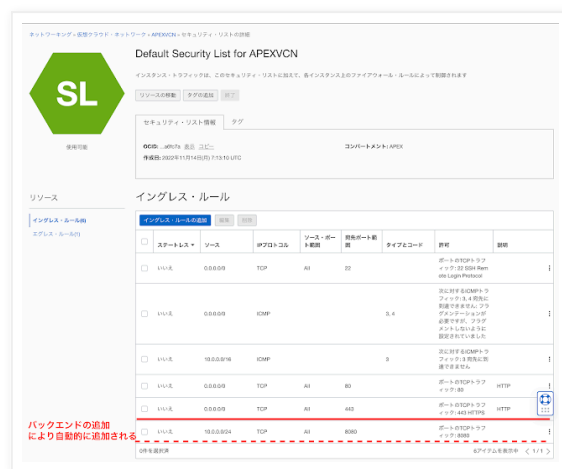 ネットワーキング » 仮想クラウド・ネットワーク » APEXVCN » セキュリティ・リストの詳細
SL
使用可能
Default Security List for APEXVCN
インスタンス・トラフィックは、このセキュリティ・リストに加えて、各インスタンス上のファイアウォール・ルールによって制御されます
リソースの移動 タグの追加 終了
セキュリティ・リスト情報 タグ
OCID: ...a6fc7a 表示 コピー
コンパートメント: APEX
作成日: 2022年11月14日(月) 7:13:10 UTC
リソース
イングレス・ルール(6)
エグレス・ルール(1)
イングレス・ルール
イングレス・ルールの追加 編集 削除
ステートレス ▾ ソース IPプロトコル ソース・ポート範囲 宛先ポート範囲 タイプとコード 許可 説明
いいえ 0.0.0.0/0 TCP All 22 ポートのTCPトラフィック: 22 SSH Remote Login Protocol
いいえ 0.0.0.0/0 ICMP 3, 4 次に対するICMPトラフィック: 3, 4 宛先に到達できません: フラグメンテーションが必要ですが、フラグメントしないように設定されていました
いいえ 10.0.0.0/16 ICMP 3 次に対するICMPトラフィック: 3 宛先に到達できません
いいえ 0.0.0.0/0 TCP All 80 ポートのTCPトラフィック: 80 HTTP
いいえ 0.0.0.0/0 TCP All 443 ポートのTCPトラフィック: 443 HTTPS HTTP
いいえ 10.0.0.0/24 TCP All 8080 ポートのTCPトラフィック: 8080
バックエンドの追加
により自動的に追加される
0件を選択済 6アイテムを表示中 < 1/1 >